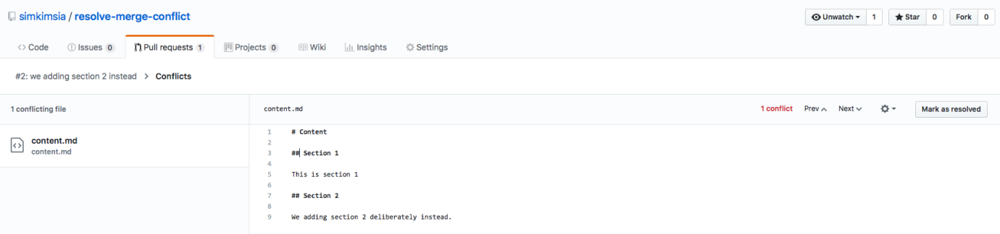 simkimsia / resolve-merge-conflict
Unwatch 1 Star 0 Fork 0
Code Issues 0 Pull requests 1 Projects 0 Wiki Insights Settings
#2: we adding section 2 instead Conflicts
1 conflicting file
content.md
content.md
content.md 1 conflict Prev Next Mark as resolved
1 # Content
2
3 ## Section 1
4
5 This is section 1
6
7 ## Section 2
8
9 We adding section 2 deliberately instead.